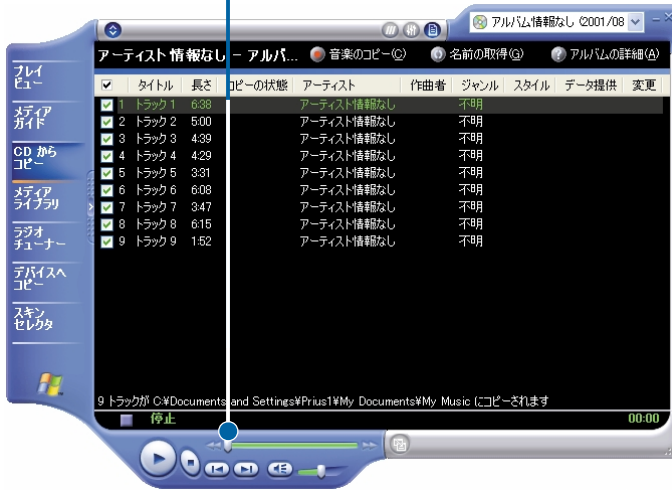 アルバム情報なし (2001/08
アーティスト情報なし - アルバ... 音楽のコピー(C) 名前の取得(G) アルバムの詳細(A)
プレイビュー
メディアガイド
CD からコピー
メディアライブラリ
ラジオチューナー
デバイスへコピー
スキンセレクタ
タイトル 長さ コピーの状態 アーティスト 作曲者 ジャンル スタイル データ提供 変更
1 トラック 1 6:38 アーティスト情報なし 不明
2 トラック 2 5:00 アーティスト情報なし 不明
3 トラック 3 4:39 アーティスト情報なし 不明
4 トラック 4 4:29 アーティスト情報なし 不明
5 トラック 5 3:31 アーティスト情報なし 不明
6 トラック 6 6:08 アーティスト情報なし 不明
7 トラック 7 3:47 アーティスト情報なし 不明
8 トラック 8 6:15 アーティスト情報なし 不明
9 トラック 9 1:52 アーティスト情報なし 不明
9 トラックが C:¥Documents and Settings¥Prius1¥My Documents¥My Music にコピーされます
停止 00:00